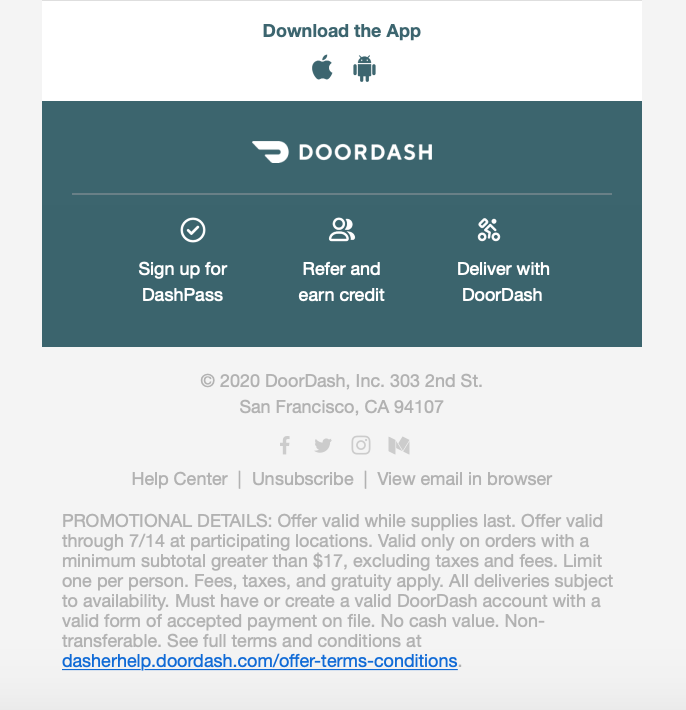 Download the App
DOORDASH
Sign up for Refer and Deliver with
DashPass earn credit DoorDash
© 2020 DoorDash, Inc. 303 2nd St.
San Francisco, CA 94107
Help Center | Unsubscribe | View email in browser
PROMOTIONAL DETAILS: Offer valid while supplies last. Offer valid
through 7/14 at participating locations. Valid only on orders with a
minimum subtotal greater than $17, excluding taxes and fees. Limit
one per person. Fees, taxes, and gratuity apply. All deliveries subject
to availability. Must have or create a valid DoorDash account with a
valid form of accepted payment on file. No cash value. Non-
transferable. See full terms and conditions at
dasherhelp.doordash.com/offer-terms-conditions.